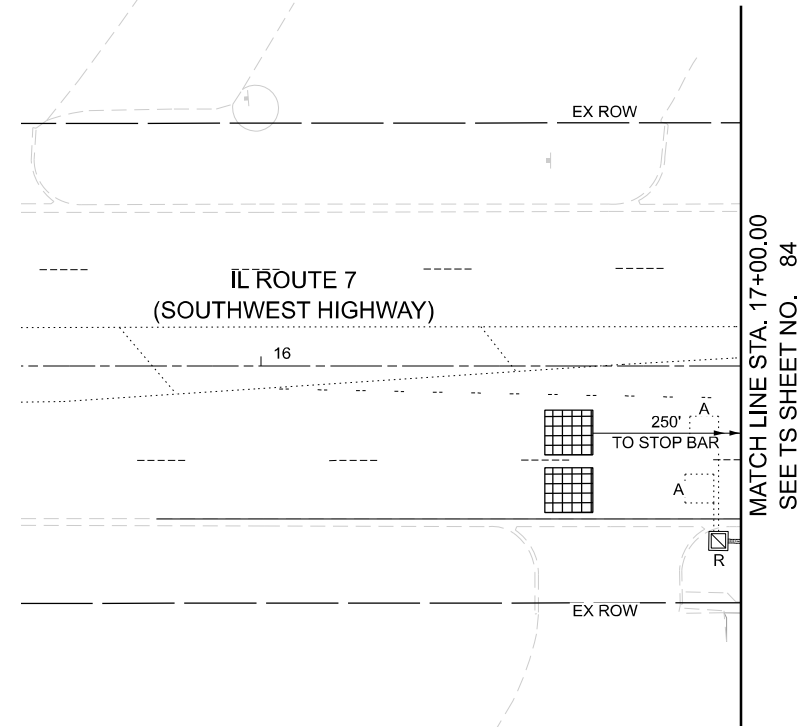 EX ROW
IL ROUTE 7
(SOUTHWEST HIGHWAY)
16
A
250'
TO STOP BAR
A
R
EX ROW
MATCH LINE STA. 17+00.00
SEE TS SHEET NO. 84